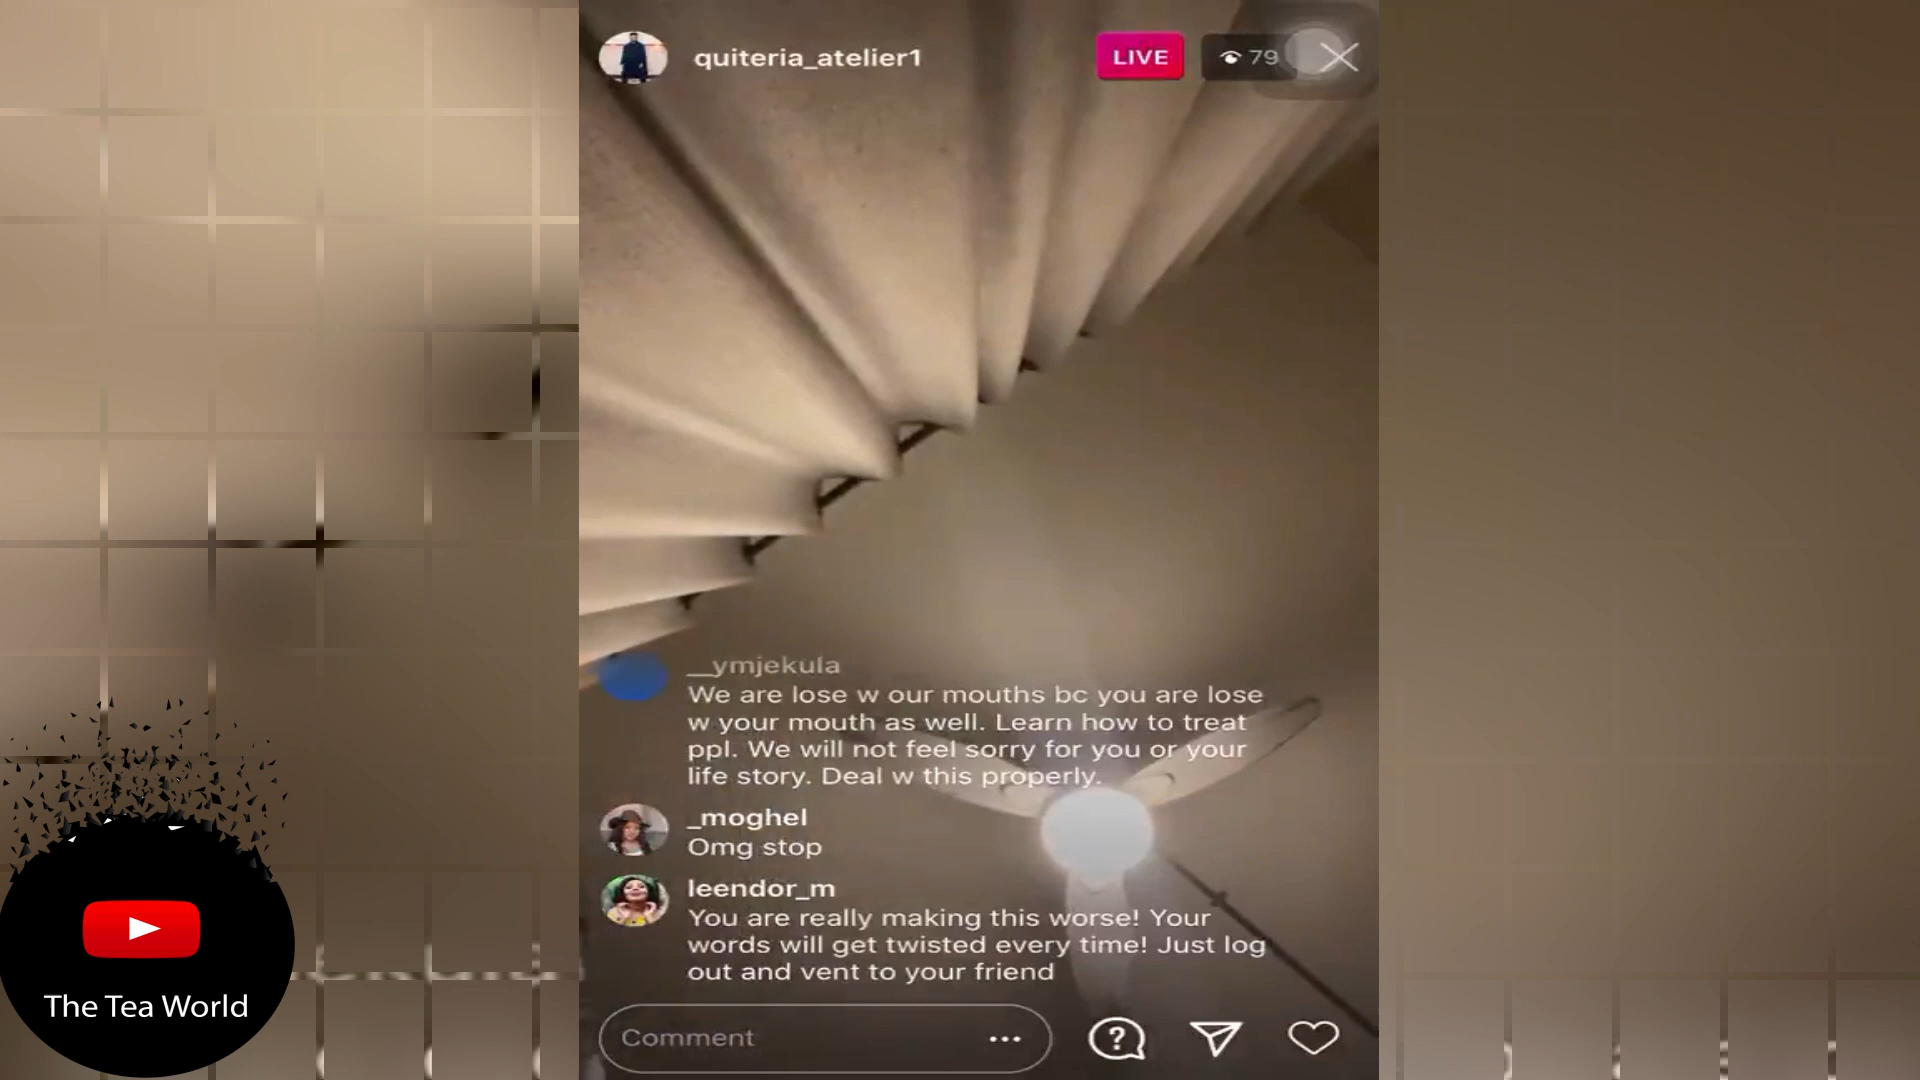 quiteria_atelier1
LIVE
79
__ymjekula
We are lose w our mouths bc you are lose
w your mouth as well. Learn how to treat
ppl. We will not feel sorry for you or your
life story. Deal w this properly.
_moghel
Omg stop
leendor_m
You are really making this worse! Your
words will get twisted every time! Just log
out and vent to your friend
Comment
The Tea World